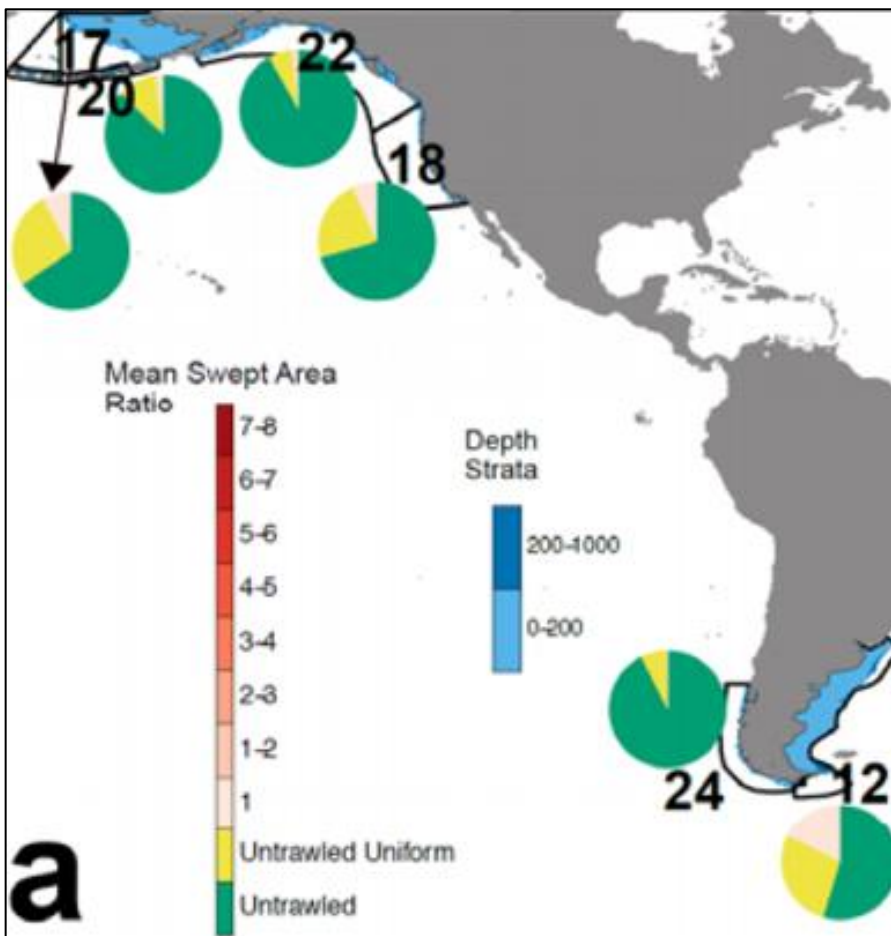 17
22
20
18
Mean Swept Area
Ratio
7-8
6-7
5-6
4-5
3-4
2-3
1-2
1
Untrawled Uniform
Untrawled
Depth
Strata
200-1000
0-200
24
12
a